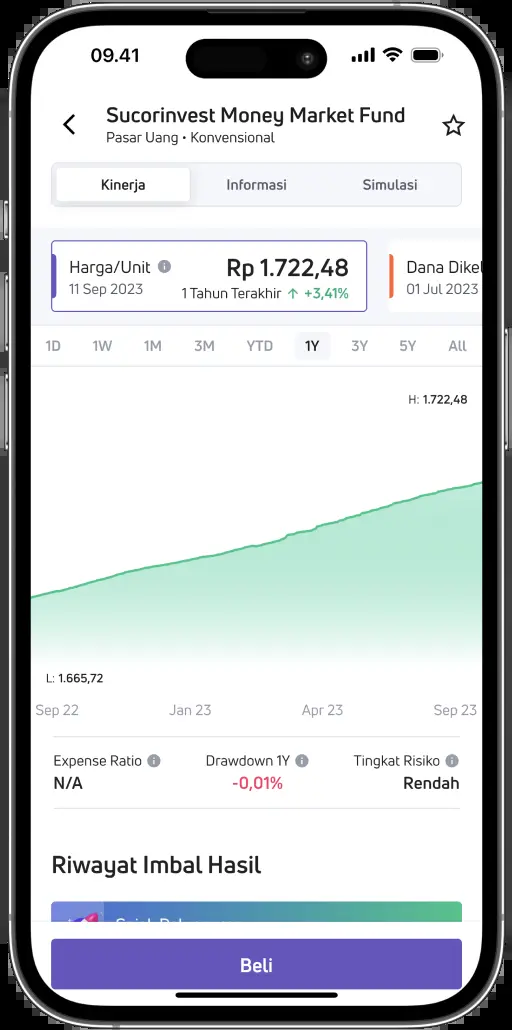 09.41
Sucorinvest Money Market Fund
Pasar Uang • Konvensional
Kinerja Informasi Simulasi
Harga/Unit Rp 1.722,48
11 Sep 2023 1 Tahun Terakhir ↑ +3,41%
Dana
01 Jul 2023
1D 1W 1M 3M YTD 1Y 3Y 5Y All
H: 1.722,48
L: 1.665,72
Sep 22 Jan 23 Apr 23 Sep 23
Expense Ratio Drawdown 1Y Tingkat Risiko
N/A -0,01% Rendah
Riwayat Imbal Hasil
Beli